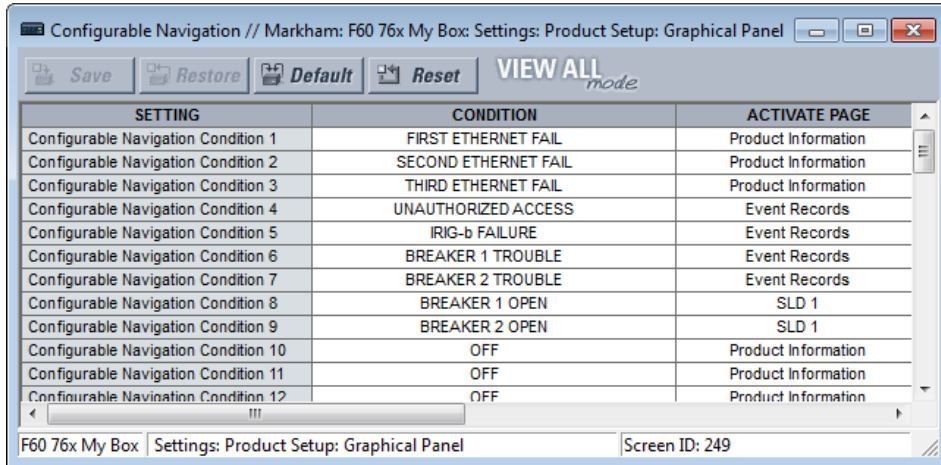 Configurable Navigation // Markham: F60 76x My Box: Settings: Product Setup: Graphical Panel
Save Restore Default Reset VIEW ALL mode
SETTING CONDITION ACTIVATE PAGE
Configurable Navigation Condition 1 FIRST ETHERNET FAIL Product Information
Configurable Navigation Condition 2 SECOND ETHERNET FAIL Product Information
Configurable Navigation Condition 3 THIRD ETHERNET FAIL Product Information
Configurable Navigation Condition 4 UNAUTHORIZED ACCESS Event Records
Configurable Navigation Condition 5 IRIG-b FAILURE Event Records
Configurable Navigation Condition 6 BREAKER 1 TROUBLE Event Records
Configurable Navigation Condition 7 BREAKER 2 TROUBLE Event Records
Configurable Navigation Condition 8 BREAKER 1 OPEN SLD 1
Configurable Navigation Condition 9 BREAKER 2 OPEN SLD 1
Configurable Navigation Condition 10 OFF Product Information
Configurable Navigation Condition 11 OFF Product Information
Configurable Navigation Condition 12 OFF Product Information
F60 76x My Box Settings: Product Setup: Graphical Panel Screen ID: 249